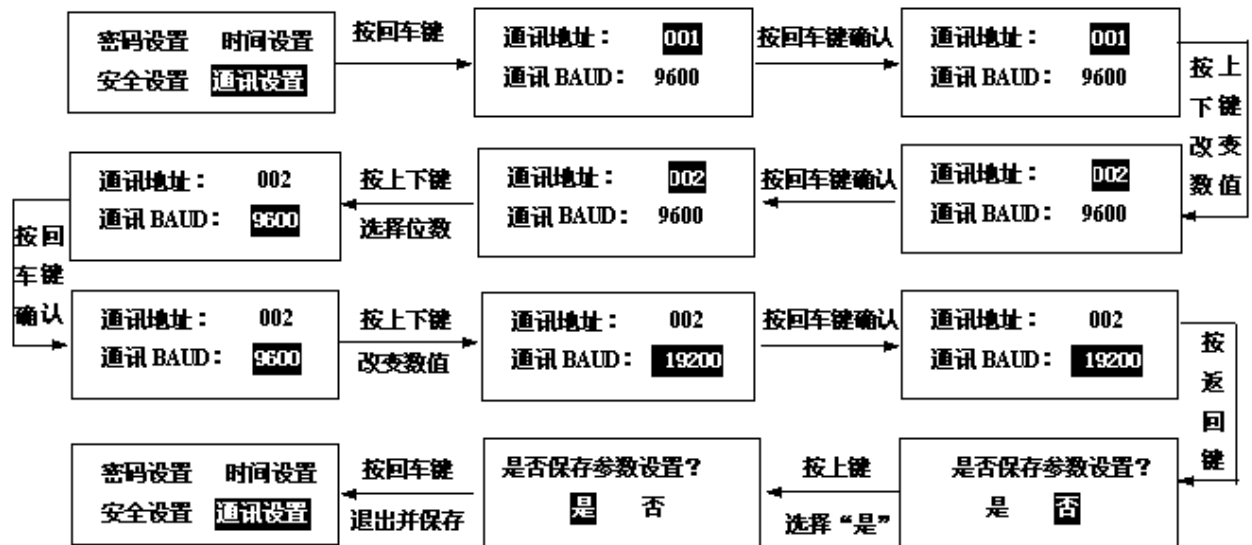 密码设置 时间设置
安全设置 通讯设置
按回车键
通讯地址： 001
通讯 BAUD： 9600
按回车键确认
通讯地址： 001
通讯 BAUD： 9600
按上
下键
改变
数值
通讯地址： 002
通讯 BAUD： 9600
按回车键确认
通讯地址： 002
通讯 BAUD： 9600
按上下键
选择位数
通讯地址： 002
通讯 BAUD： 9600
按回
车键
确认
通讯地址： 002
通讯 BAUD： 9600
按上下键
改变数值
通讯地址： 002
通讯 BAUD： 19200
按回车键确认
通讯地址： 002
通讯 BAUD： 19200
按
返
回
键
是否保存参数设置？
是 否
按上键
选择“是”
是否保存参数设置？
是 否
按回车键
退出并保存
密码设置 时间设置
安全设置 通讯设置